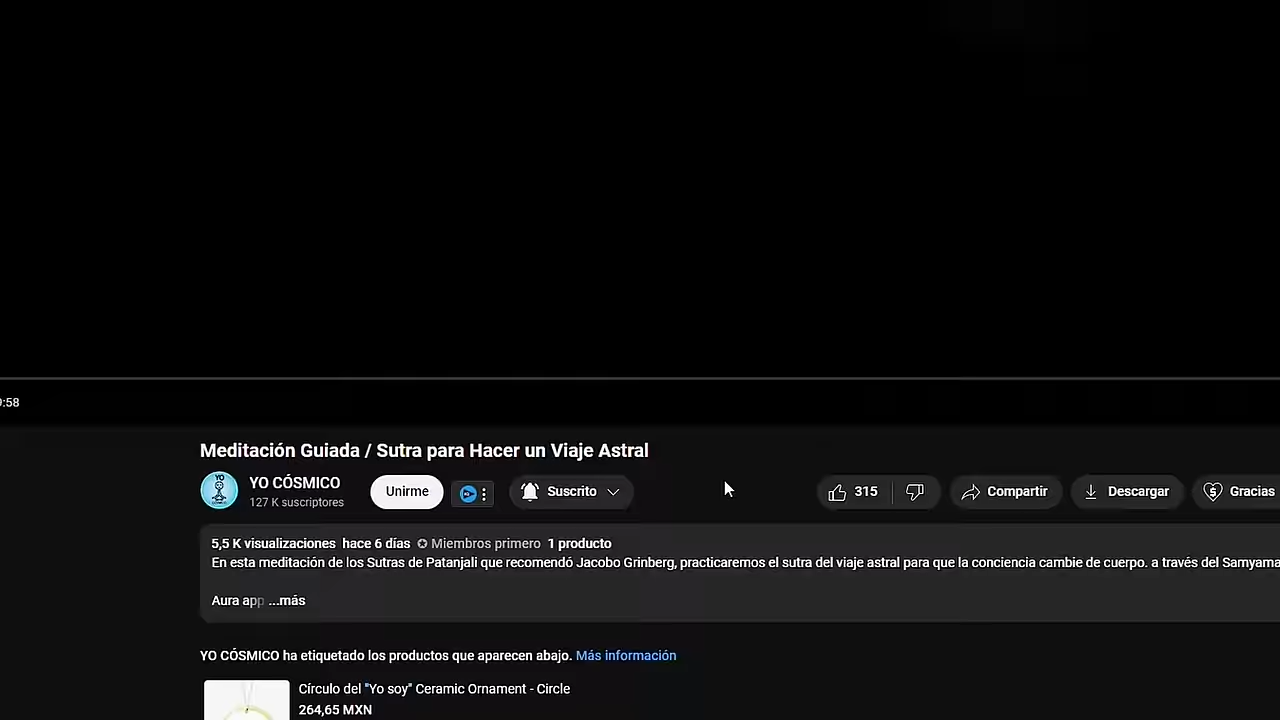 :58
Meditación Guiada / Sutra para Hacer un Viaje Astral
YO CÓSMICO
127 K suscriptores
Unirme
Suscrito
315
Compartir
Descargar
Gracias
5,5 K visualizaciones hace 6 días Miembros primero 1 producto
En esta meditación de los Sutras de Patanjali que recomendó Jacobo Grinberg, practicaremos el sutra del viaje astral para que la conciencia cambie de cuerpo. a través del Samyama
Aura app ...más
YO CÓSMICO ha etiquetado los productos que aparecen abajo. Más información
Círculo del "Yo soy" Ceramic Ornament - Circle
264,65 MXN